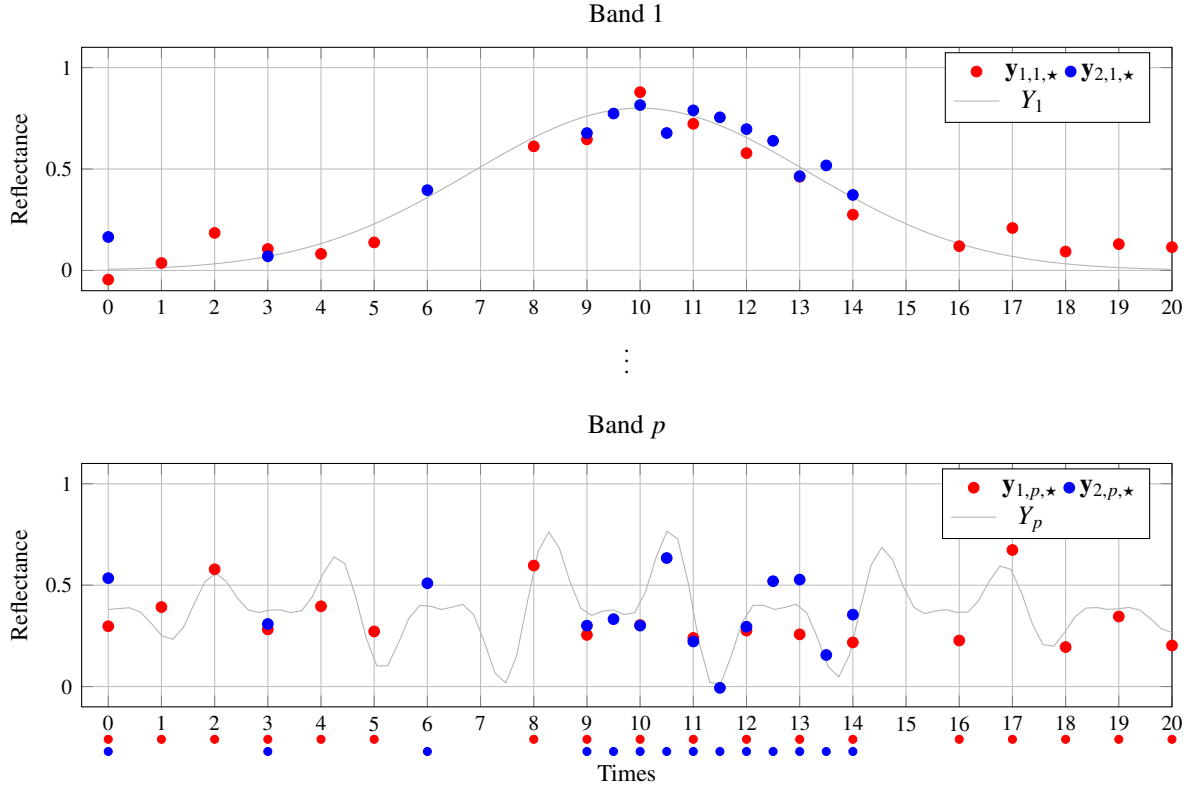 Band 1
Reflectance
1
0.5
0
𝐲₁,₁,⋆ 𝐲₂,₁,⋆
Y₁
0 1 2 3 4 5 6 7 8 9 10 11 12 13 14 15 16 17 18 19 20
⋮
Band p
Reflectance
1
0.5
0
𝐲₁,ₚ,⋆ 𝐲₂,ₚ,⋆
Yₚ
0 1 2 3 4 5 6 7 8 9 10 11 12 13 14 15 16 17 18 19 20
Times